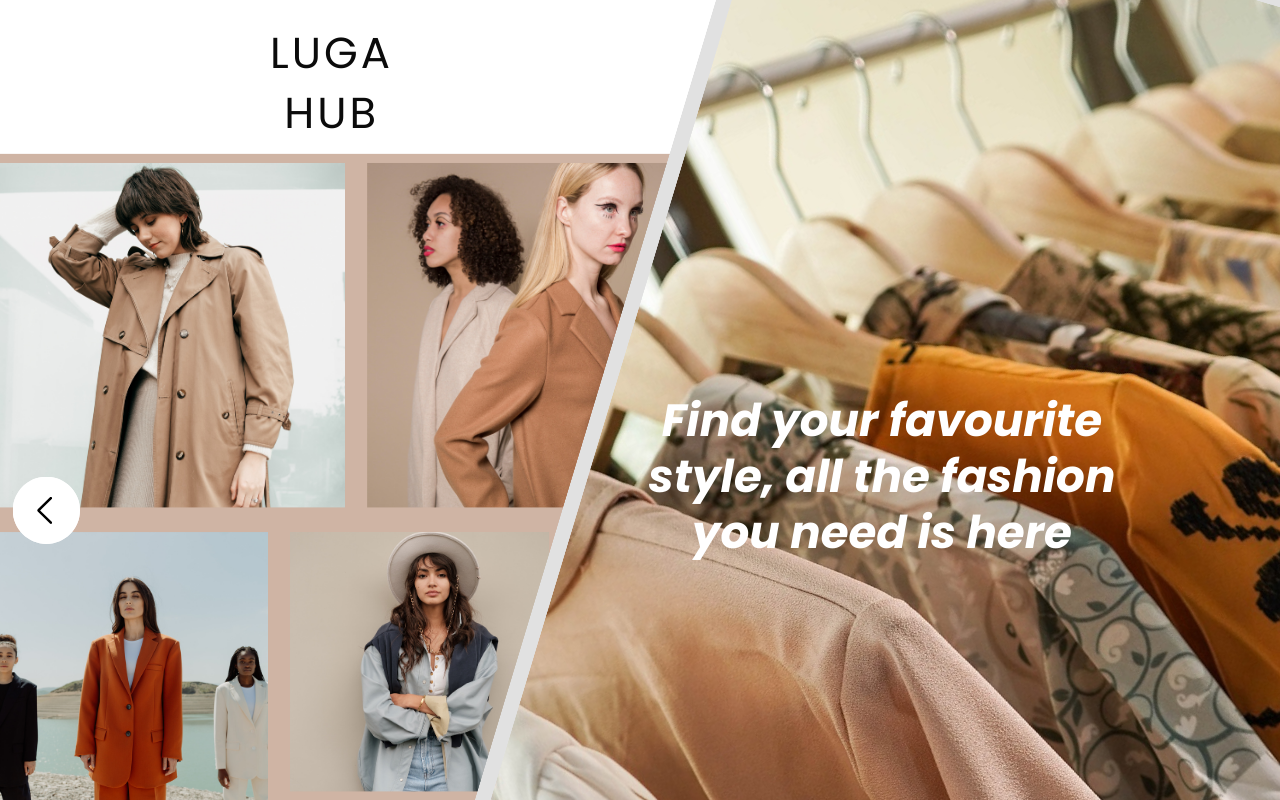 LUGA
HUB
Find your favourite
style, all the fashion
you need is here